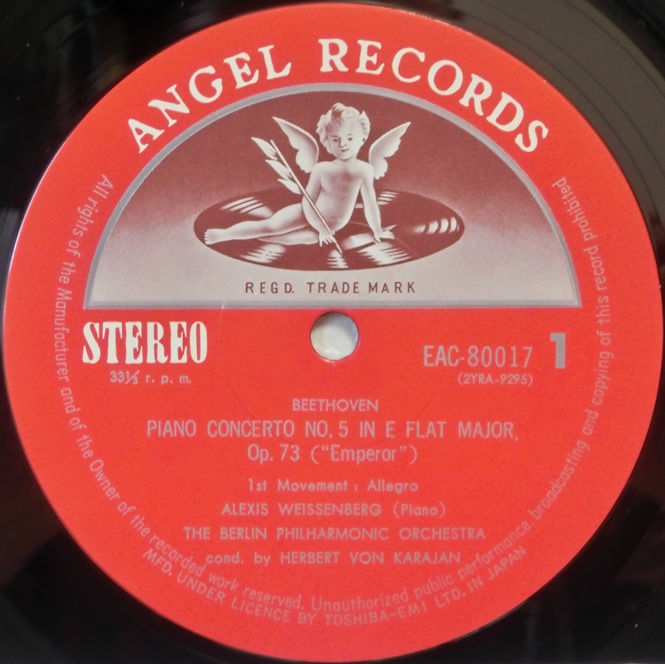 ANGEL RECORDS
REGD. TRADE MARK
STEREO
33⅓ r. p. m.
EAC-80017 1
(2YRA-9295)
BEETHOVEN
PIANO CONCERTO NO. 5 IN E FLAT MAJOR,
Op. 73 ("Emperor")
1st Movement : Allegro
ALEXIS WEISSENBERG (Piano)
THE BERLIN PHILHARMONIC ORCHESTRA
cond. by HERBERT VON KARAJAN
All rights of the Manufacturer and of the Owner of the recorded work reserved. Unauthorized public performance, broadcasting and copying of this record prohibited
MFD. UNDER LICENCE BY TOSHIBA-EMI LTD. IN JAPAN